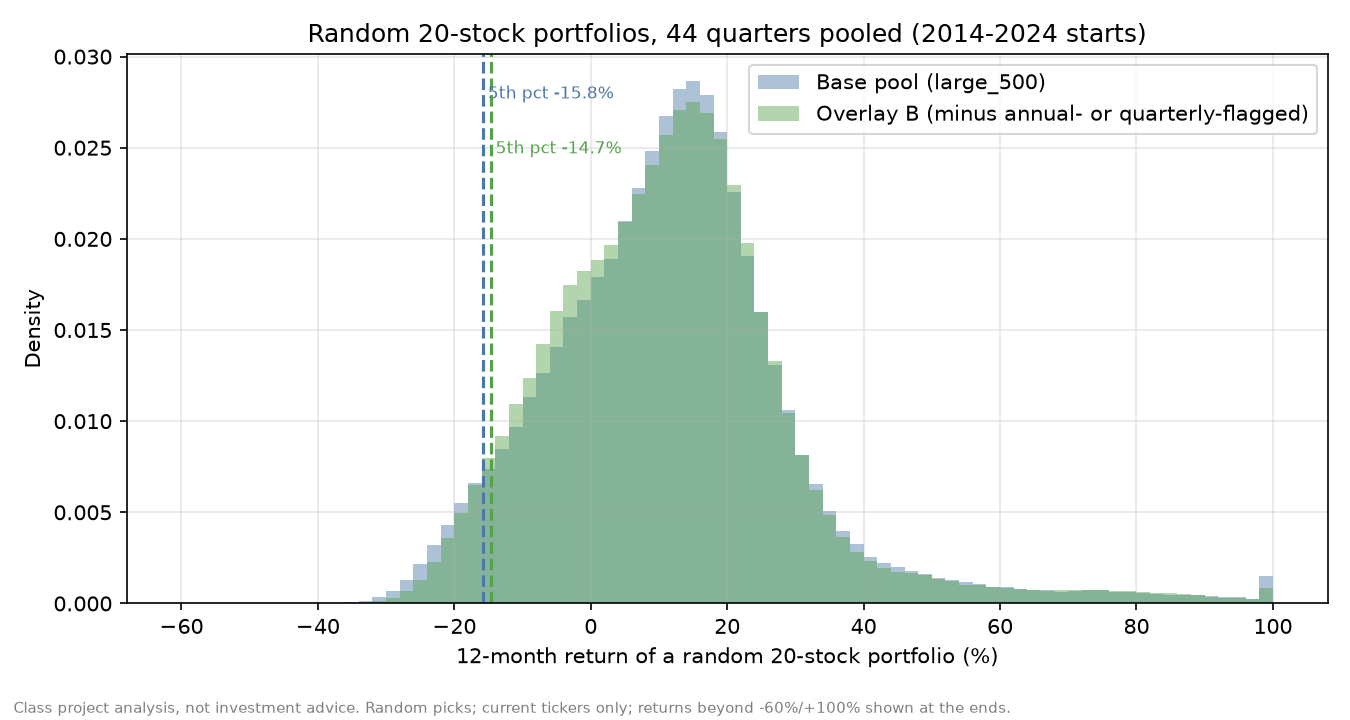 Random 20-stock portfolios, 44 quarters pooled (2014-2024 starts)
Base pool (large_500)
Overlay B (minus annual- or quarterly-flagged)
5th pct -15.8%
5th pct -14.7%
Density
0.030
0.025
0.020
0.015
0.010
0.005
0.000
−60 −40 −20 0 20 40 60 80 100
12-month return of a random 20-stock portfolio (%)
Class project analysis, not investment advice. Random picks; current tickers only; returns beyond -60%/+100% shown at the ends.